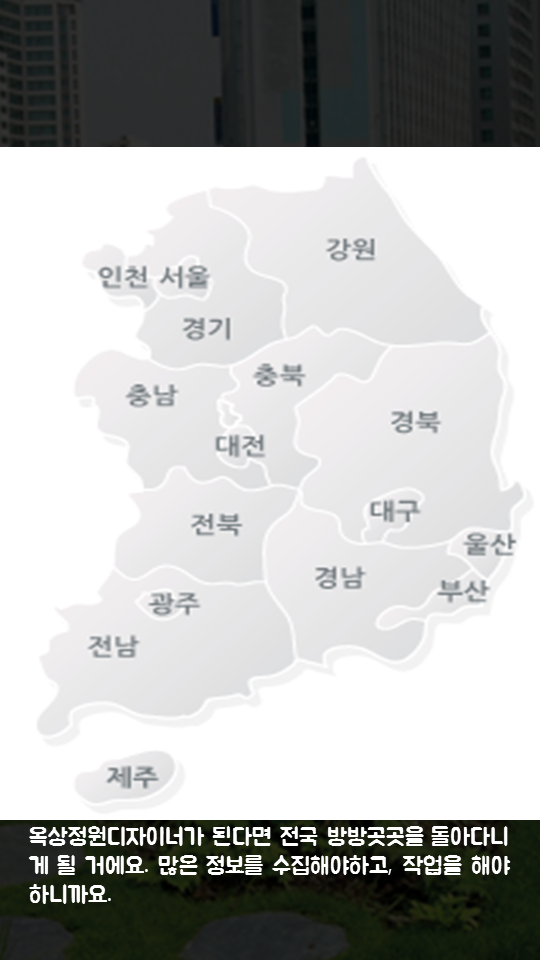 강원
인천 서울
경기
충북
충남
경북
대전
대구
전북
울산
경남
부산
광주
전남
제주
옥상정원디자이너가 된다면 전국 방방곳곳을 돌아다니
게 될 거에요. 많은 정보를 수집해야하고, 작업을 해야
하니까요.